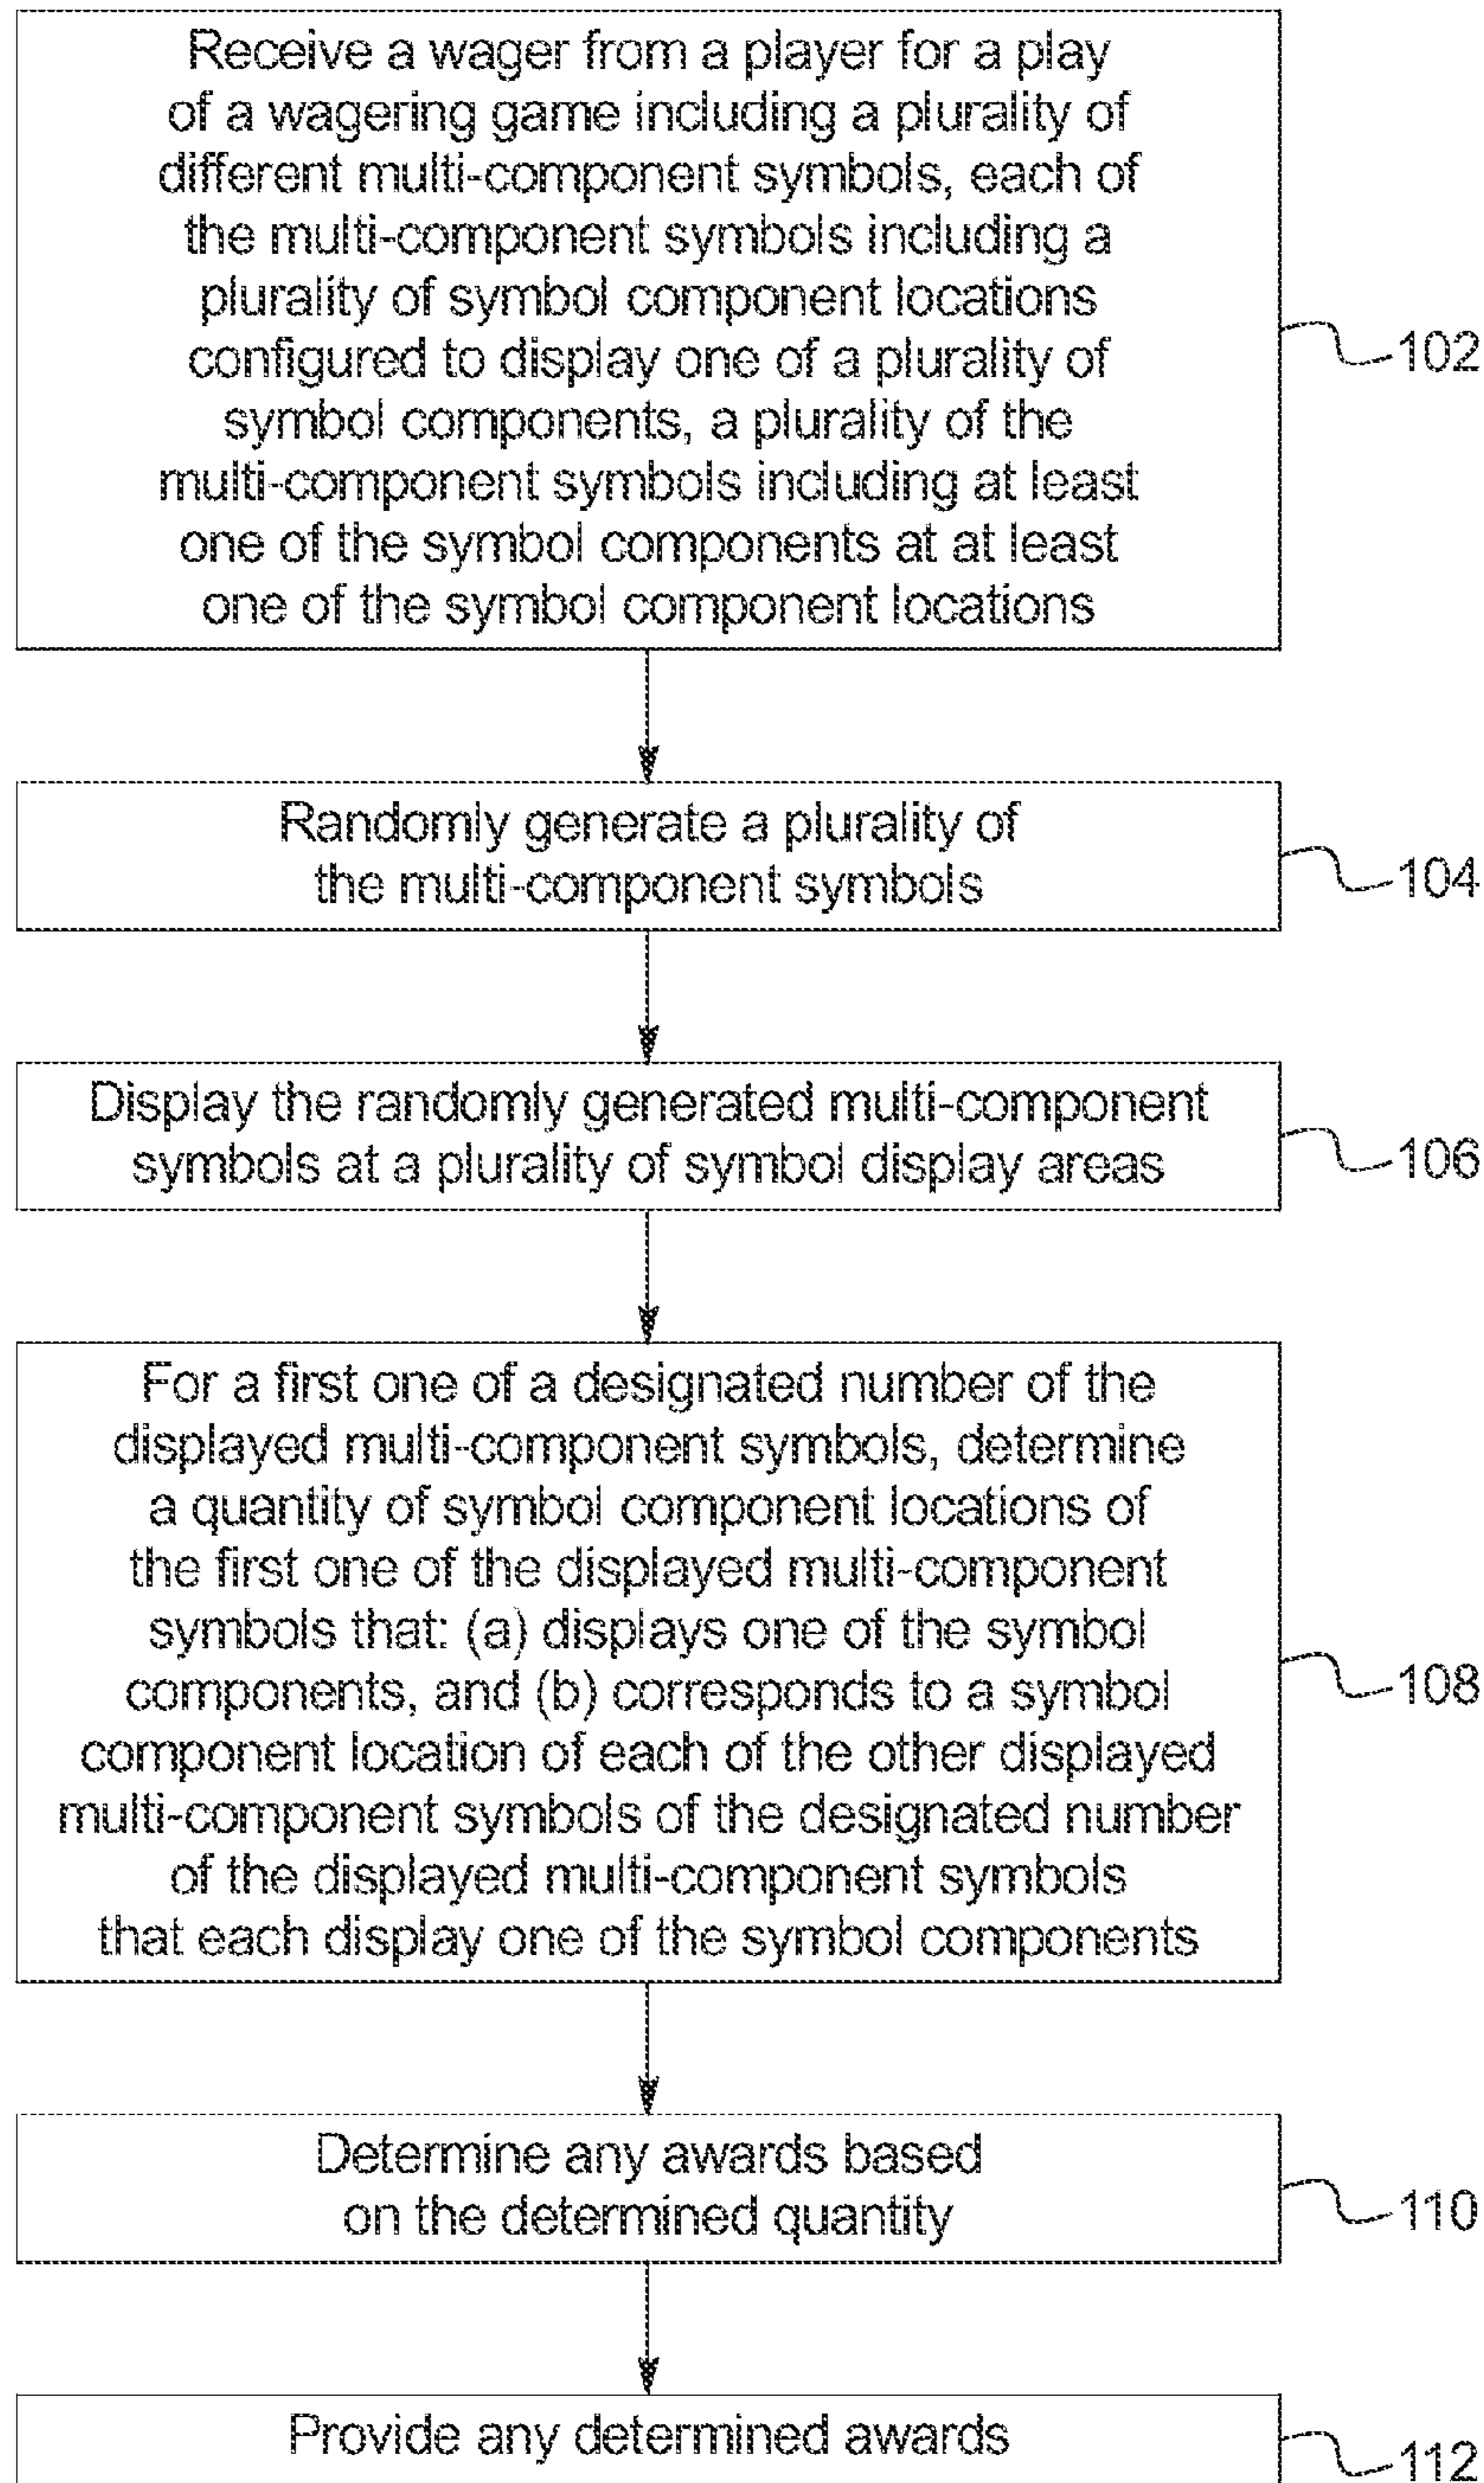 Receive a wager from a player for a play
of a wagering game including a plurality of
different multi-component symbols, each of
the multi-component symbols including a
plurality of symbol component locations
configured to display one of a plurality of
symbol components, a plurality of the
multi-component symbols including at least
one of the symbol components at at least
one of the symbol component locations
102
Randomly generate a plurality of
the multi-component symbols
104
Display the randomly generated multi-component
symbols at a plurality of symbol display areas
106
For a first one of a designated number of the
displayed multi-component symbols, determine
a quantity of symbol component locations of
the first one of the displayed multi-component
symbols that: (a) displays one of the symbol
components, and (b) corresponds to a symbol
component location of each of the other displayed
multi-component symbols of the designated number
of the displayed multi-component symbols
that each display one of the symbol components
108
Determine any awards based
on the determined quantity
110
Provide any determined awards
112